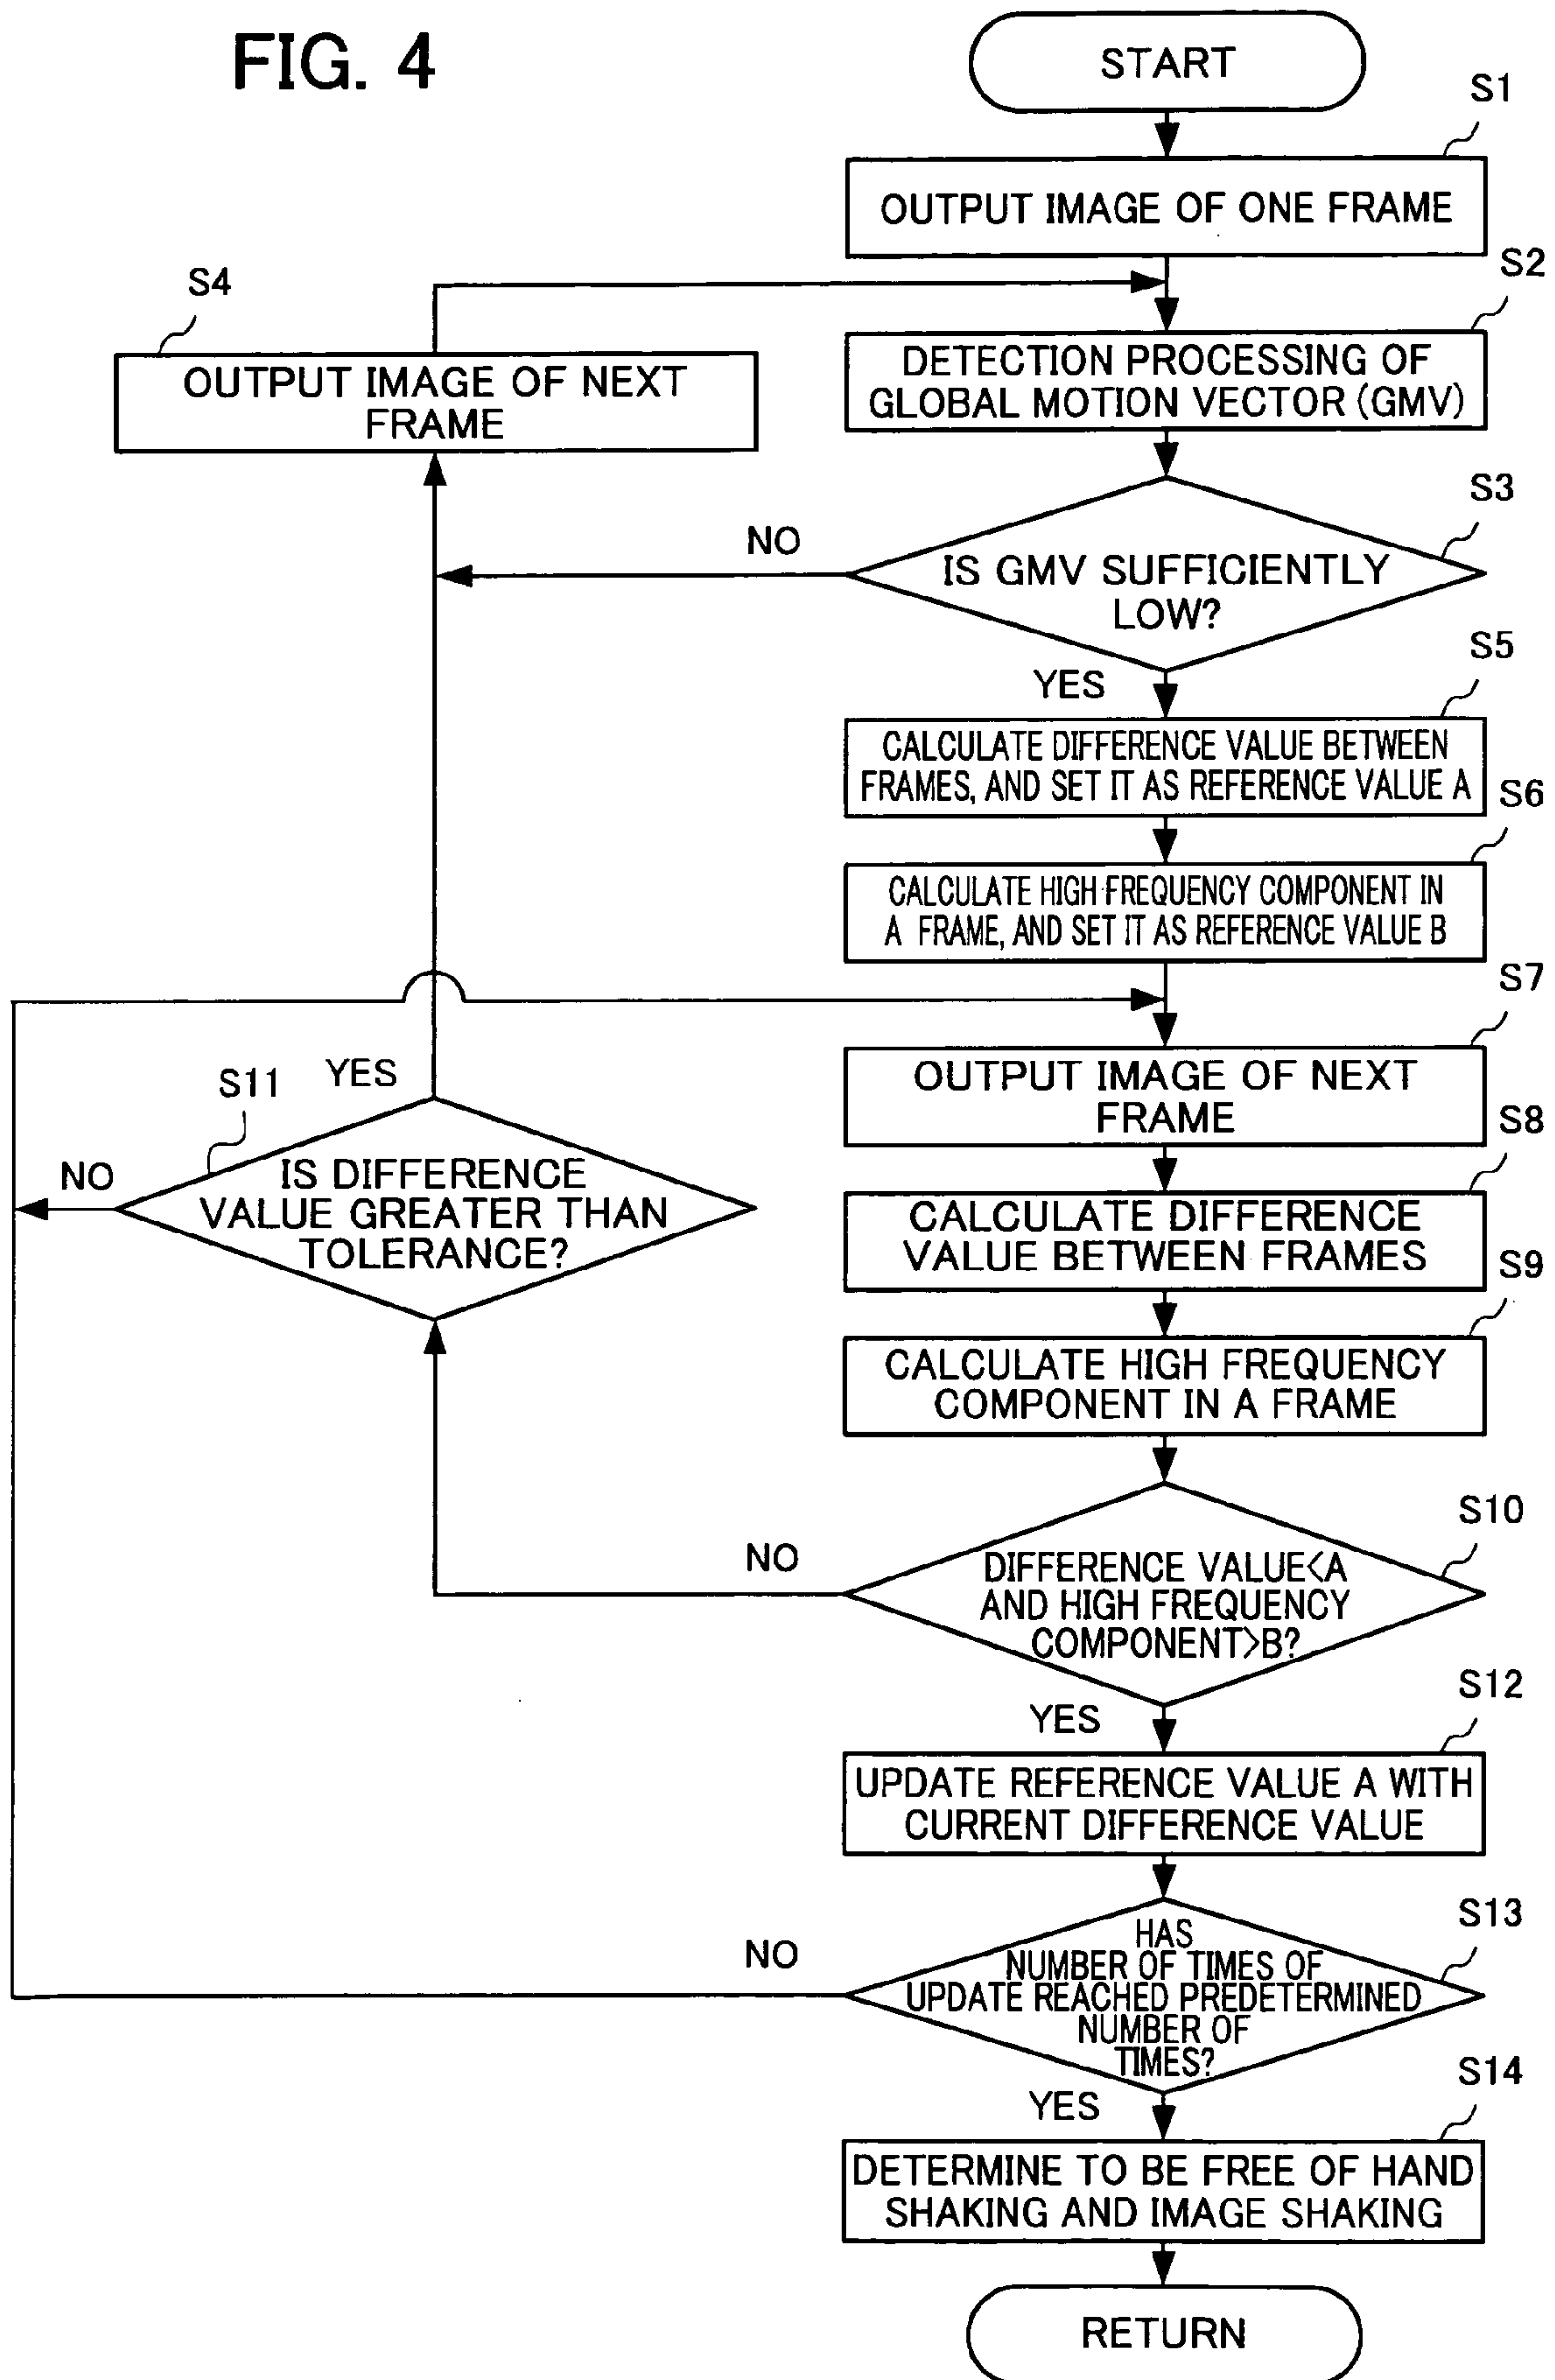 FIG. 4
START
S1
OUTPUT IMAGE OF ONE FRAME
S4
OUTPUT IMAGE OF NEXT
FRAME
S2
DETECTION PROCESSING OF
GLOBAL MOTION VECTOR (GMV)
S3
NO
IS GMV SUFFICIENTLY
LOW?
YES
S5
CALCULATE DIFFERENCE VALUE BETWEEN
FRAMES, AND SET IT AS REFERENCE VALUE A
S6
CALCULATE HIGH FREQUENCY COMPONENT IN
A FRAME, AND SET IT AS REFERENCE VALUE B
S7
OUTPUT IMAGE OF NEXT
FRAME
S11
YES
NO
IS DIFFERENCE
VALUE GREATER THAN
TOLERANCE?
S8
CALCULATE DIFFERENCE
VALUE BETWEEN FRAMES
S9
CALCULATE HIGH FREQUENCY
COMPONENT IN A FRAME
S10
NO
DIFFERENCE VALUE<A
AND HIGH FREQUENCY
COMPONENT>B?
YES
S12
UPDATE REFERENCE VALUE A WITH
CURRENT DIFFERENCE VALUE
S13
NO
HAS
NUMBER OF TIMES OF
UPDATE REACHED PREDETERMINED
NUMBER OF
TIMES?
YES
S14
DETERMINE TO BE FREE OF HAND
SHAKING AND IMAGE SHAKING
RETURN